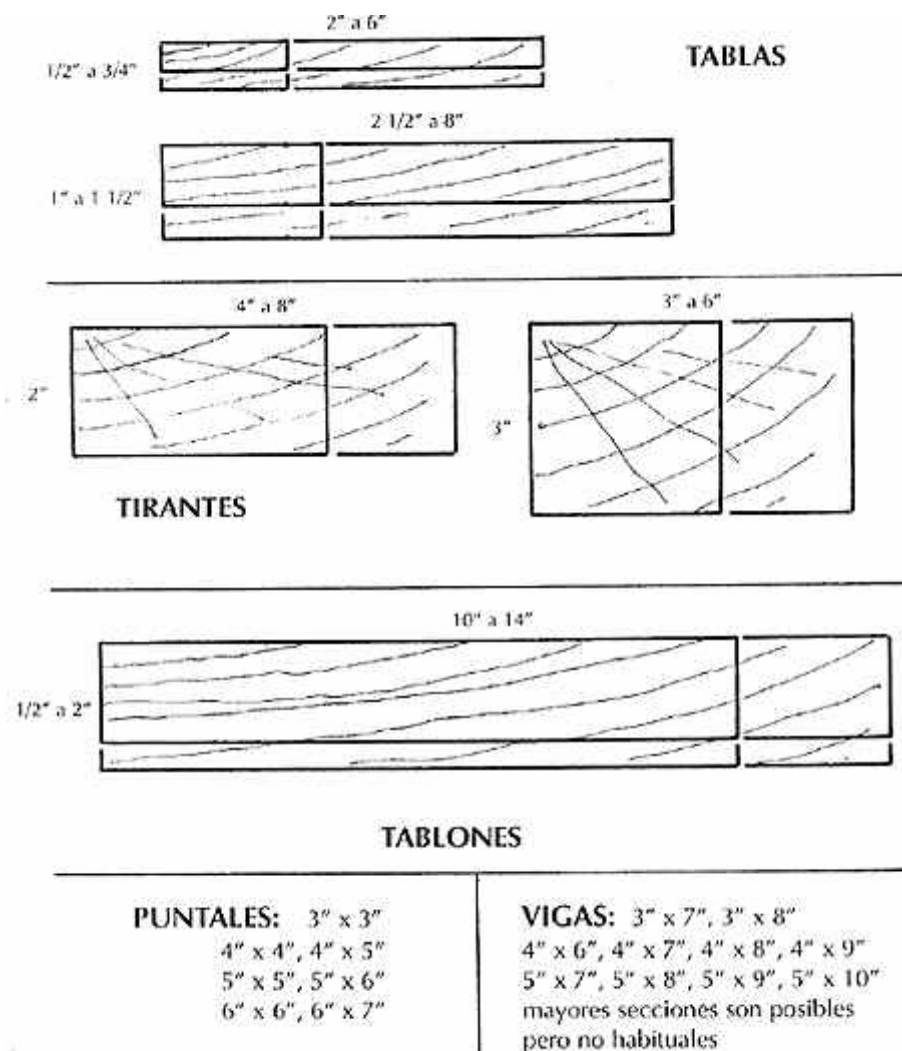 2" a 6"
1/2" a 3/4"
TABLAS
2 1/2" a 8"
1" a 1 1/2"
4" a 8"
3" a 6"
2"
3"
TIRANTES
10" a 14"
1/2" a 2"
TABLONES
PUNTALES: 3" x 3"
4" x 4", 4" x 5"
5" x 5", 5" x 6"
6" x 6", 6" x 7"
VIGAS: 3" x 7", 3" x 8"
4" x 6", 4" x 7", 4" x 8", 4" x 9"
5" x 7", 5" x 8", 5" x 9", 5" x 10"
mayores secciones son posibles
pero no habituales